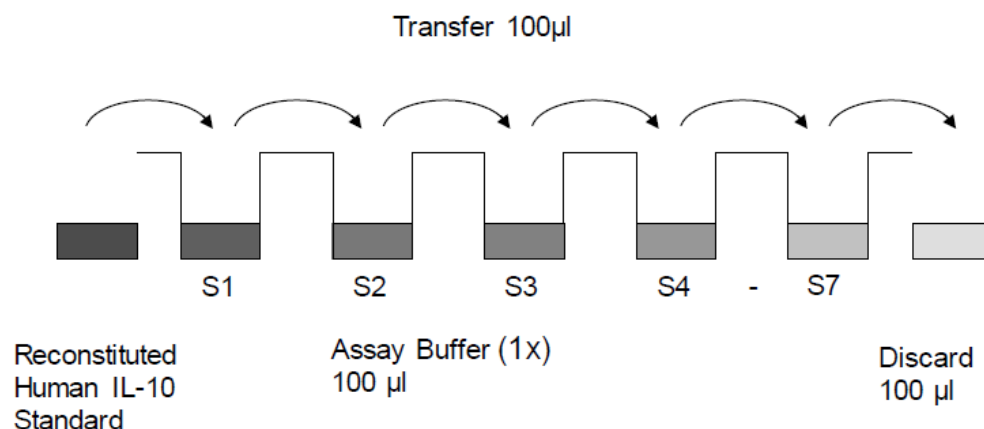 Transfer 100µl
S1 S2 S3 S4 - S7
Reconstituted
Human IL-10
Standard
Assay Buffer (1x)
100 µl
Discard
100 µl